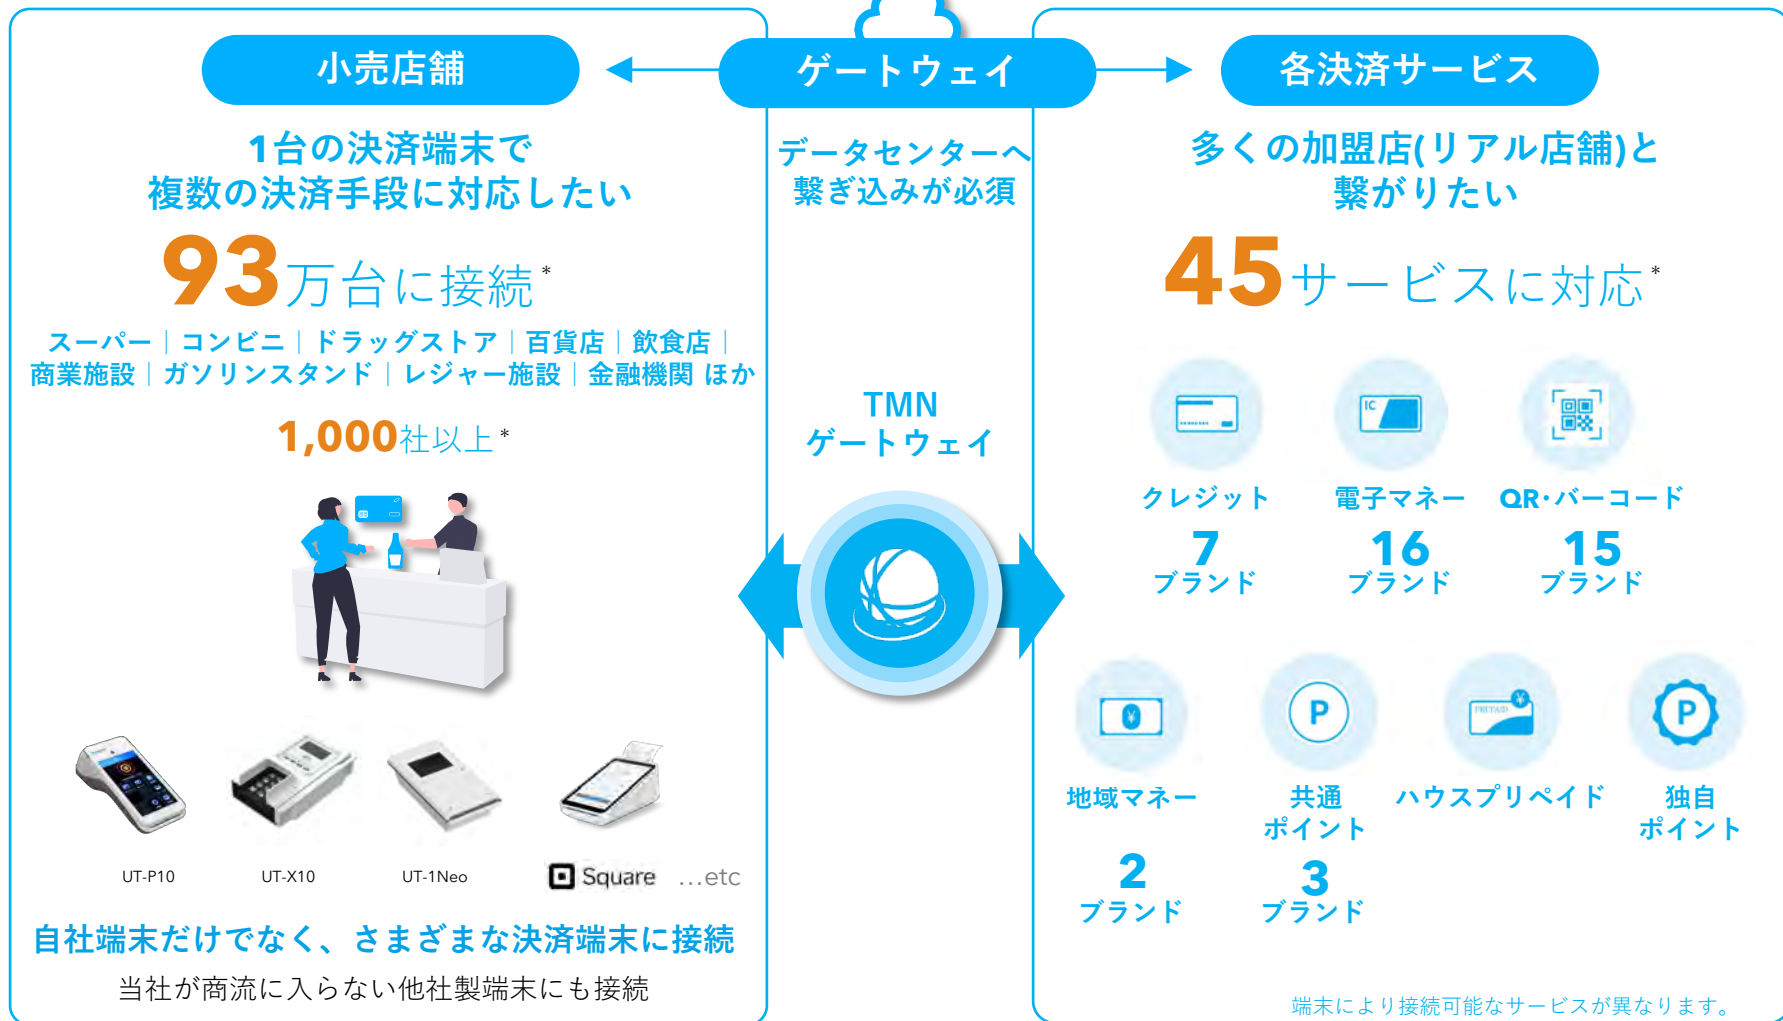 小売店舗
ゲートウェイ
各決済サービス
1台の決済端末で
複数の決済手段に対応したい
93万台に接続*
スーパー｜コンビニ｜ドラッグストア｜百貨店｜飲食店｜
商業施設｜ガソリンスタンド｜レジャー施設｜金融機関 ほか
1,000社以上*
UT-P10
UT-X10
UT-1Neo
Square
…etc
自社端末だけでなく、さまざまな決済端末に接続
当社が商流に入らない他社製端末にも接続
データセンターへ
繋ぎ込みが必須
TMN
ゲートウェイ
多くの加盟店(リアル店舗)と
繋がりたい
45サービスに対応*
IC
クレジット
7
ブランド
電子マネー
16
ブランド
QR･バーコード
15
ブランド
¥
P
PREPAID
¥
P
地域マネー
2
ブランド
共通
ポイント
3
ブランド
ハウスプリペイド
独自
ポイント
端末により接続可能なサービスが異なります。